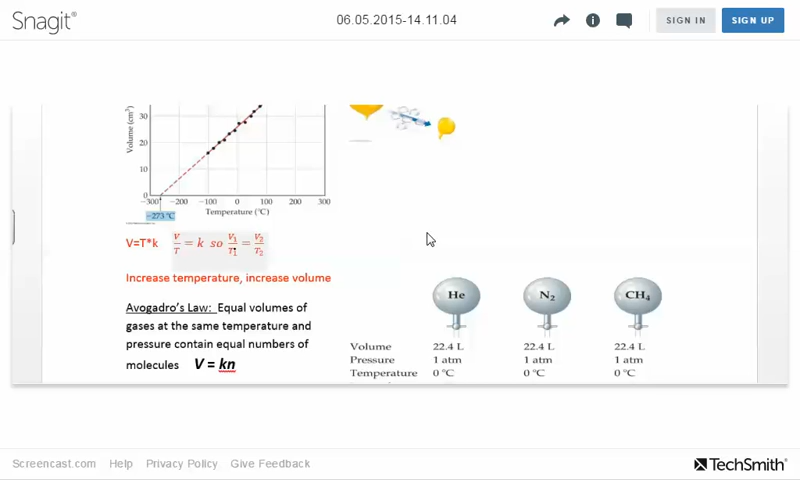 Snagit®
06.05.2015-14.11.04
SIGN IN
SIGN UP
Volume (cm³)
30
20
10
0
−300 −200 −100 0 100 200 300
Temperature (°C)
−273 °C
V=T*k V/T = k so V₁/T₁ = V₂/T₂
Increase temperature, increase volume
Avogadro's Law: Equal volumes of
gases at the same temperature and
pressure contain equal numbers of
molecules V = kn
He N₂ CH₄
Volume 22.4 L 22.4 L 22.4 L
Pressure 1 atm 1 atm 1 atm
Temperature 0 °C 0 °C 0 °C
Screencast.com Help Privacy Policy Give Feedback
TechSmith®